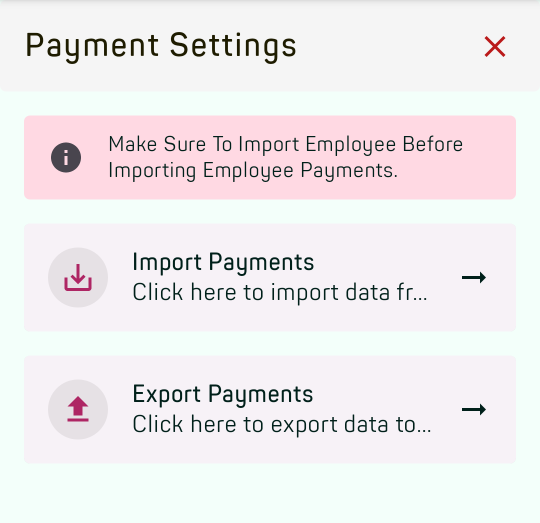 Payment Settings
Make Sure To Import Employee Before
Importing Employee Payments.
Import Payments
Click here to import data fr...
Export Payments
Click here to export data to...